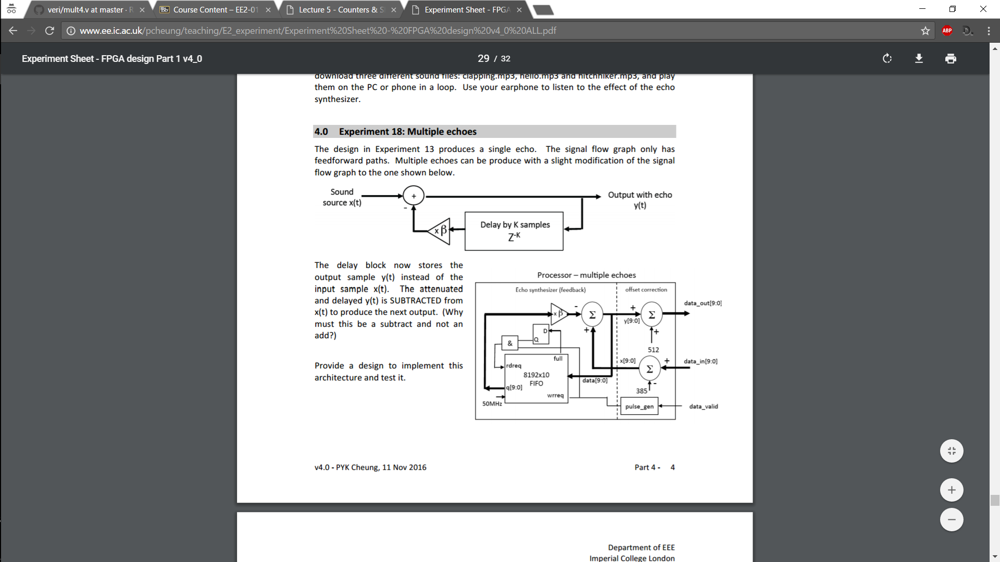 veri/mult4.v at master · R
Course Content – EE2-01
Lecture 5 - Counters & S
Experiment Sheet - FPGA
www.ee.ic.ac.uk/pcheung/teaching/E2_experiment/Experiment%20Sheet%20-%20FPGA%20design%20v4_0%20ALL.pdf
ABP
Experiment Sheet - FPGA design Part 1 v4_0
29 / 32
download three different sound files: clapping.mp3, hello.mp3 and hitchhiker.mp3, and play
them on the PC or phone in a loop. Use your earphone to listen to the effect of the echo
synthesizer.
4.0 Experiment 18: Multiple echoes
The design in Experiment 13 produces a single echo. The signal flow graph only has
feedforward paths. Multiple echoes can be produce with a slight modification of the signal
flow graph to the one shown below.
Sound
source x(t)
+
-
Output with echo
y(t)
x β
Delay by K samples
Z-K
The delay block now stores the
output sample y(t) instead of the
input sample x(t). The attenuated
and delayed y(t) is SUBTRACTED from
x(t) to produce the next output. (Why
must this be a subtract and not an
add?)
Provide a design to implement this
architecture and test it.
Processor – multiple echoes
Echo synthesizer (feedback)
offset correction
data_out[9:0]
x β
-
Σ
+
+
Σ
y[9:0]
+
512
D
Q
&
full
rdreq
8192x10
FIFO
q[9:0]
wrreq
50MHz
data[9:0]
x[9:0]
Σ
+
-
385
data_in[9:0]
pulse_gen
data_valid
v4.0 - PYK Cheung, 11 Nov 2016
Part 4 - 4
Department of EEE
Imperial College London